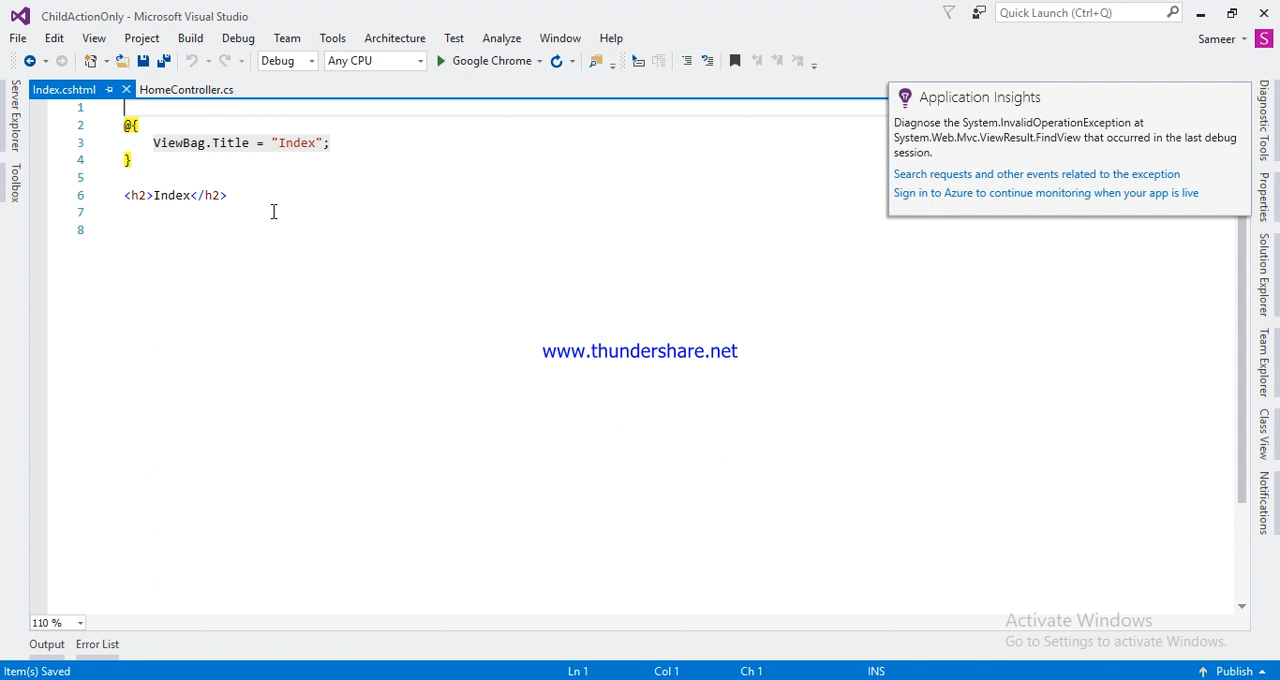 ChildActionOnly - Microsoft Visual Studio
Quick Launch (Ctrl+Q)
File Edit View Project Build Debug Team Tools Architecture Test Analyze Window Help
Sameer S
Debug Any CPU Google Chrome
Index.cshtml HomeController.cs
Server Explorer
Toolbox
1
2 @{
3 ViewBag.Title = "Index";
4 }
5
6 <h2>Index</h2>
7
8
Application Insights
Diagnose the System.InvalidOperationException at
System.Web.Mvc.ViewResult.FindView that occurred in the last debug
session.
Search requests and other events related to the exception
Sign in to Azure to continue monitoring when your app is live
Diagnostic Tools
Properties
Solution Explorer
Team Explorer
Class View
Notifications
www.thundershare.net
Activate Windows
Go to Settings to activate Windows.
110 %
Output Error List
Item(s) Saved Ln 1 Col 1 Ch 1 INS Publish